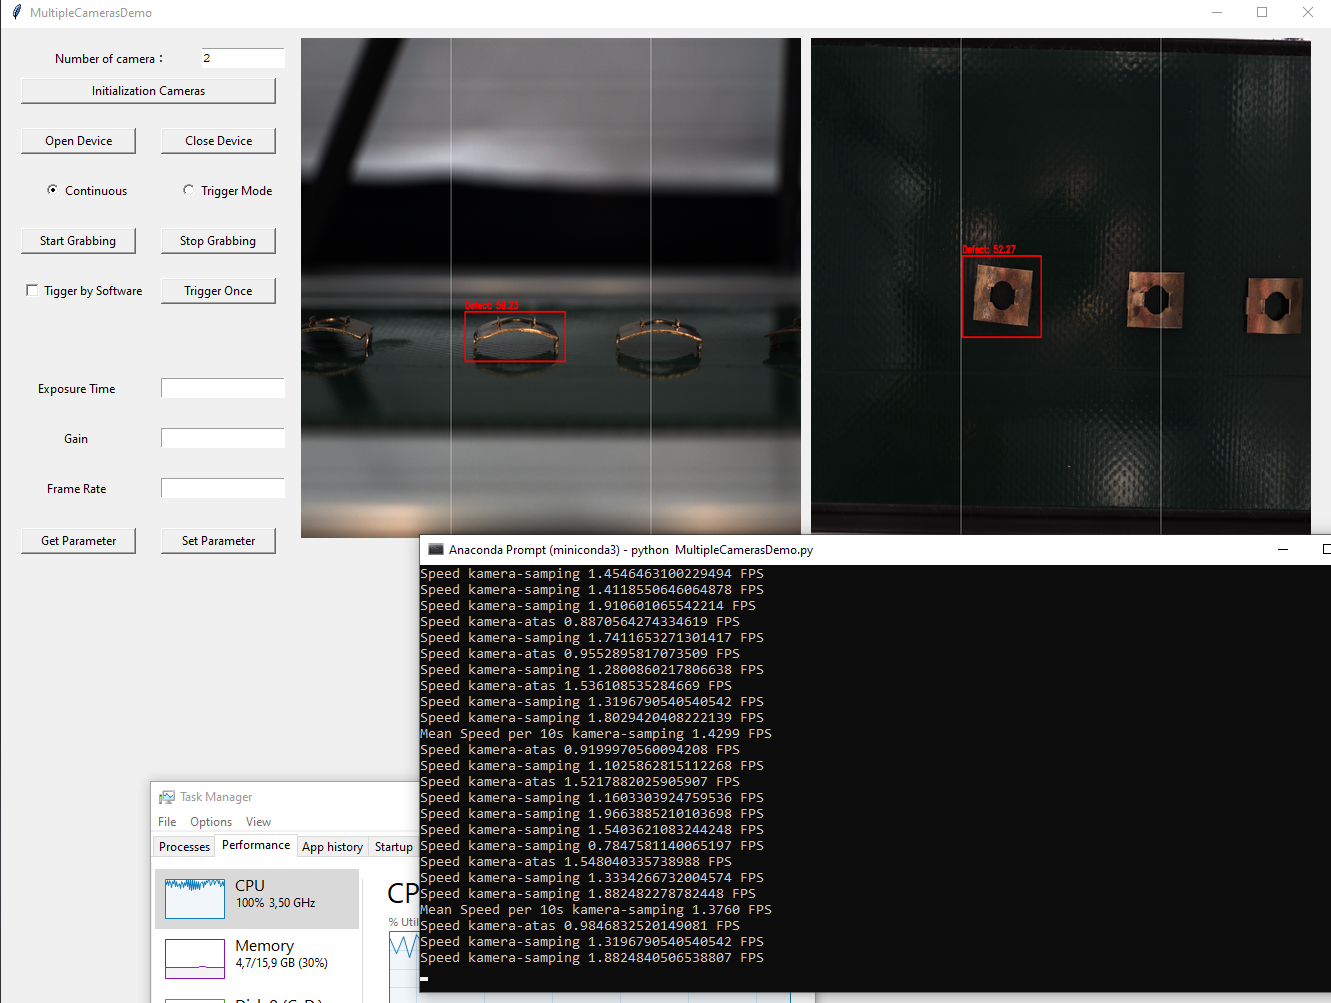 MultipleCamerasDemo
Number of camera :
2
Initialization Cameras
Open Device
Close Device
Continuous
Trigger Mode
Start Grabbing
Stop Grabbing
Tigger by Software
Trigger Once
Exposure Time
Gain
Frame Rate
Get Parameter
Set Parameter
Defect:
Defect: 52.27
Anaconda Prompt (miniconda3) - python MultipleCamerasDemo.py
Speed kamera-samping 1.4546463100229494 FPS
Speed kamera-samping 1.4118550646064878 FPS
Speed kamera-samping 1.910601065542214 FPS
Speed kamera-atas 0.8870564274334619 FPS
Speed kamera-samping 1.7411653271301417 FPS
Speed kamera-atas 0.9552895817073509 FPS
Speed kamera-samping 1.2800860217806638 FPS
Speed kamera-atas 1.536108535284669 FPS
Speed kamera-samping 1.3196790540540542 FPS
Speed kamera-samping 1.8029420408222139 FPS
Mean Speed per 10s kamera-samping 1.4299 FPS
Speed kamera-atas 0.9199970560094208 FPS
Speed kamera-samping 1.1025862815112268 FPS
Speed kamera-atas 1.5217882025905907 FPS
Speed kamera-samping 1.1603303924759536 FPS
Speed kamera-samping 1.9663885210103698 FPS
Speed kamera-samping 1.5403621083244248 FPS
Speed kamera-samping 0.7847581140065197 FPS
Speed kamera-atas 1.548040335738988 FPS
Speed kamera-samping 1.3334266732004574 FPS
Speed kamera-samping 1.882482278782448 FPS
Mean Speed per 10s kamera-samping 1.3760 FPS
Speed kamera-atas 0.9846832520149081 FPS
Speed kamera-samping 1.3196790540540542 FPS
Speed kamera-samping 1.8824840506538807 FPS
Task Manager
File Options View
Processes Performance App history Startup
CPU
100% 3,50 GHz
Memory
4,7/15,9 GB (30%)
CP
% Util